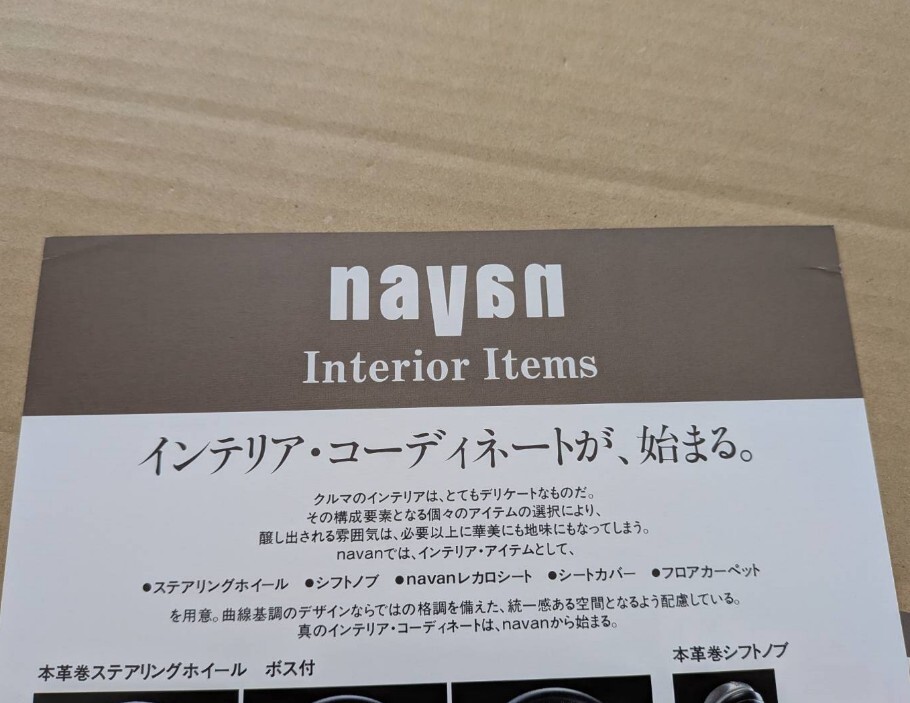 navan
Interior Items
インテリア・コーディネートが、始まる。
クルマのインテリアは、とてもデリケートなものだ。
その構成要素となる個々のアイテムの選択により、
醸し出される雰囲気は、必要以上に華美にも地味にもなってしまう。
navanでは、インテリア・アイテムとして、
●ステアリングホイール ●シフトノブ ●navanレカロシート ●シートカバー ●フロアカーペット
を用意。曲線基調のデザインならではの格調を備えた、統一感ある空間となるよう配慮している。
真のインテリア・コーディネートは、navanから始まる。
本革巻ステアリングホイール ボス付
本革巻シフトノブ